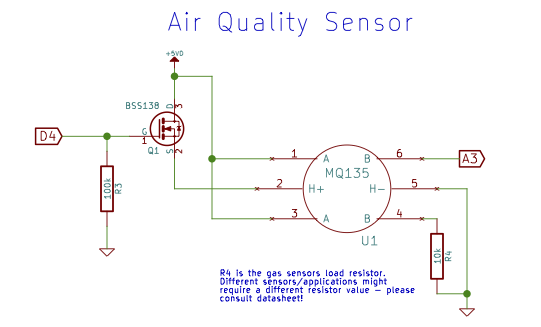 Air Quality Sensor
+5VD
BSS138
D
3
D4
G
1
Q1
S
2
100k
R3
1
A
B
6
A3
MQ135
2
H+
H-
5
3
A
B
4
U1
10k
R4
R4 is the gas sensors load resistor.
Different sensors/applications might
require a different resistor value - please
consult datasheet!